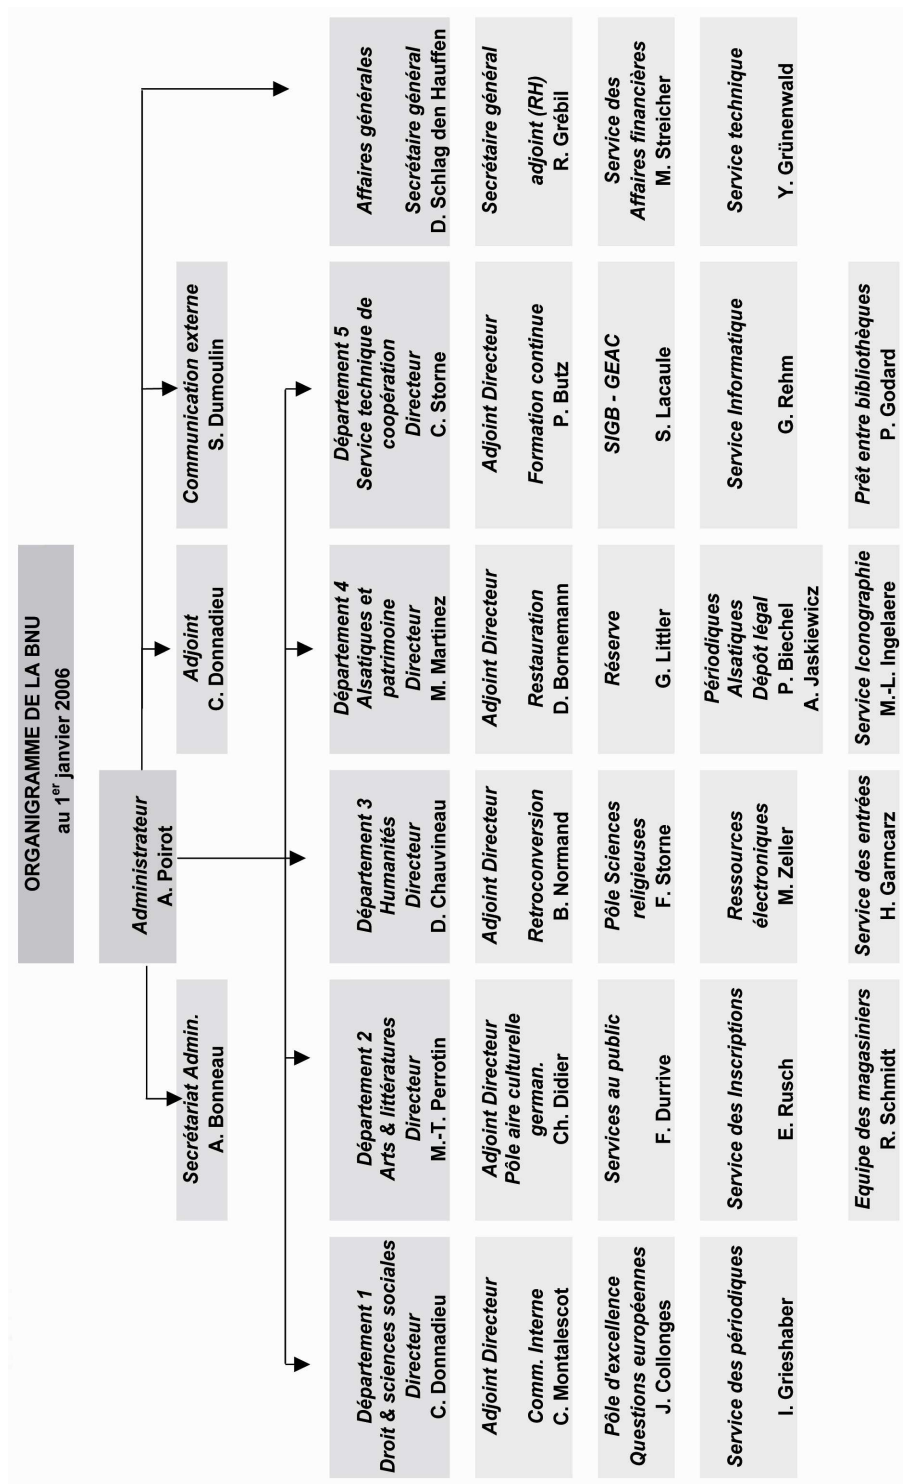 ORGANIGRAMME DE LA BNU
au 1er janvier 2006
Administrateur
A. Poirot
Secrétariat Admin.
A. Bonneau
Adjoint
C. Donnadieu
Communication externe
S. Dumoulin
Département 1
Droit & sciences sociales
Directeur
C. Donnadieu
Adjoint Directeur
Comm. Interne
C. Montalescot
Pôle d'excellence
Questions européennes
J. Collonges
Service des périodiques
I. Grieshaber
Département 2
Arts & littératures
Directeur
M.-T. Perrotin
Adjoint Directeur
Pôle aire culturelle
german.
Ch. Didier
Services au public
F. Durrive
Service des Inscriptions
E. Rusch
Equipe des magasiniers
R. Schmidt
Département 3
Humanités
Directeur
D. Chauvineau
Adjoint Directeur
Retroconversion
B. Normand
Pôle Sciences
religieuses
F. Storne
Ressources
électroniques
M. Zeller
Service des entrées
H. Garncarz
Département 4
Alsatiques et
patrimoine
Directeur
M. Martinez
Adjoint Directeur
Restauration
D. Bornemann
Réserve
G. Littler
Périodiques
Alsatiques
Dépôt légal
P. Biechel
A. Jaskiewicz
Service Iconographie
M.-L. Ingelaere
Département 5
Service technique de
coopération
Directeur
C. Storne
Adjoint Directeur
Formation continue
P. Butz
SIGB - GEAC
S. Lacaule
Service Informatique
G. Rehm
Prêt entre bibliothèques
P. Godard
Affaires générales
Secrétaire général
D. Schlag den Hauffen
Secrétaire général
adjoint (RH)
R. Grébil
Service des
Affaires financières
M. Streicher
Service technique
Y. Grünenwald